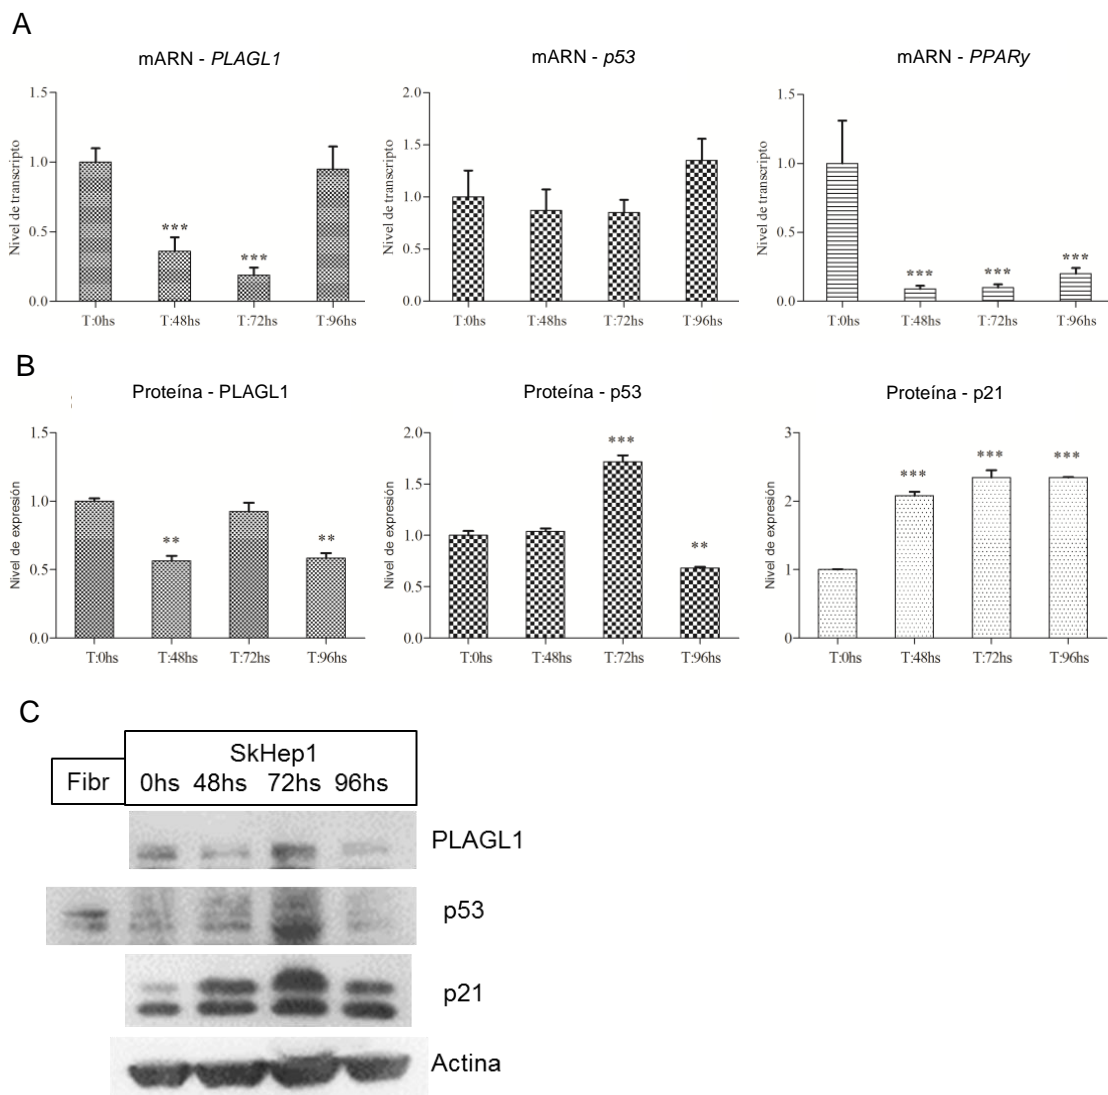 A
mARN - PLAGL1
mARN - p53
mARN - PPARγ
Nivel de transcripto
1.5
1.0
0.5
0.0
T:0hs T:48hs T:72hs T:96hs
*** ***
Nivel de transcripto
2.0
1.5
1.0
0.5
0.0
T:0hs T:48hs T:72hs T:96hs
Nivel de transcripto
1.5
1.0
0.5
0.0
T:0hs T:48hs T:72hs T:96hs
*** *** ***
B
Proteína - PLAGL1
Proteína - p53
Proteína - p21
Nivel de expresión
1.5
1.0
0.5
0.0
T:0hs T:48hs T:72hs T:96hs
** **
Nivel de expresión
2.0
1.5
1.0
0.5
0.0
T:0hs T:48hs T:72hs T:96hs
*** **
Nivel de expresión
3
2
1
0
T:0hs T:48hs T:72hs T:96hs
*** *** ***
C
SkHep1
Fibr 0hs 48hs 72hs 96hs
PLAGL1
p53
p21
Actina